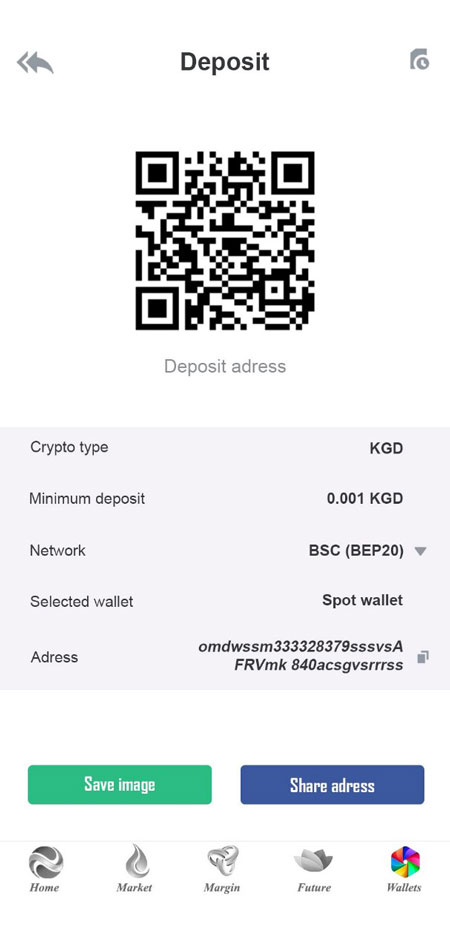 Deposit
Deposit adress
Crypto type KGD
Minimum deposit 0.001 KGD
Network BSC (BEP20)
Selected wallet Spot wallet
Adress omdwssm333328379sssvsA
FRVmk 840acsgvsrrrss
Save image Share adress
Home Market Margin Future Wallets